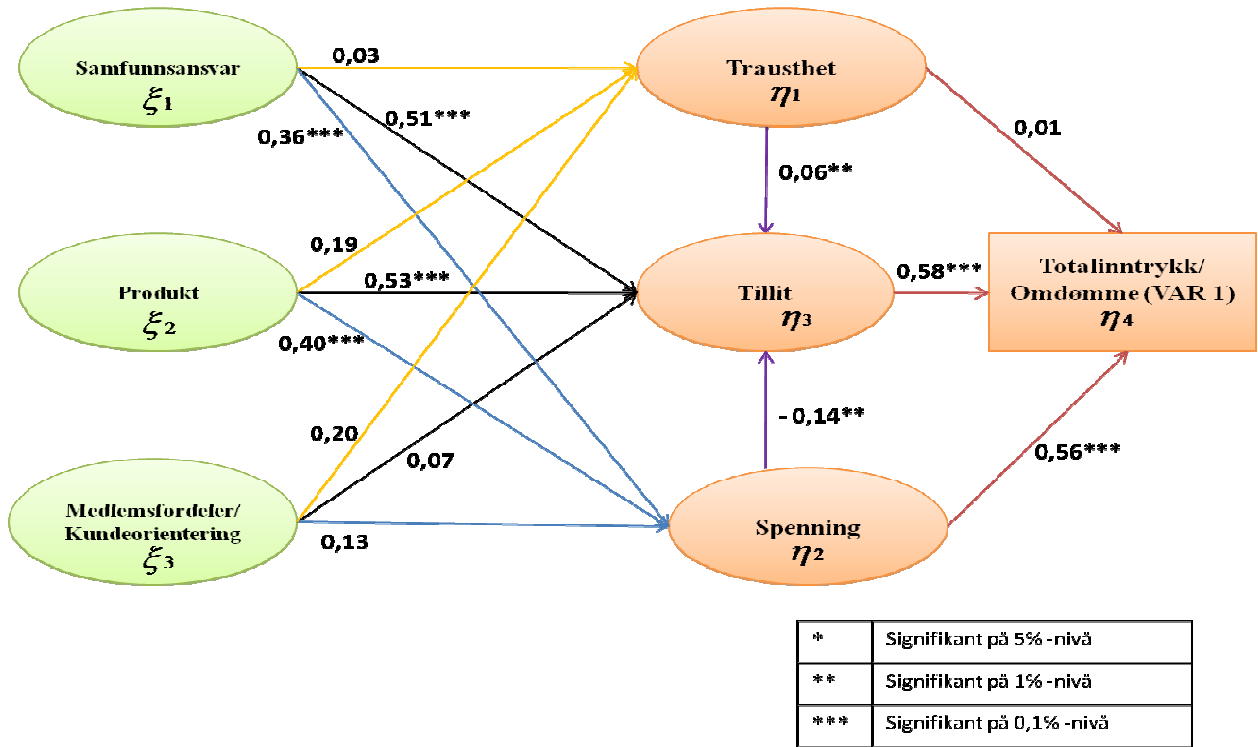 Samfunnsansvar
ξ1
Produkt
ξ2
Medlemsfordeler/
Kundeorientering
ξ3
0,03
0,51***
0,36***
0,19
0,53***
0,40***
0,20
0,07
0,13
Trausthet
η1
0,06**
Tillit
η3
- 0,14**
Spenning
η2
0,01
0,58***
0,56***
Totalinntrykk/
Omdømme (VAR 1)
η4
* Signifikant på 5% -nivå
** Signifikant på 1% -nivå
*** Signifikant på 0,1% -nivå